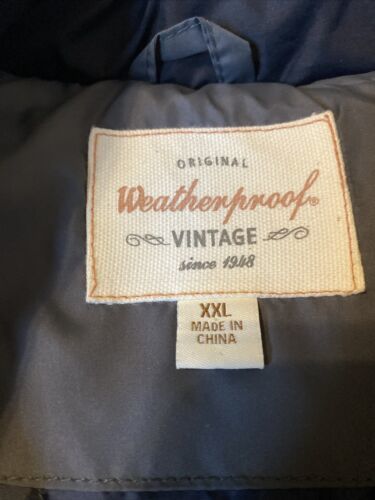 ORIGINAL
Weatherproof®
VINTAGE
since 1948
XXL
MADE IN
CHINA